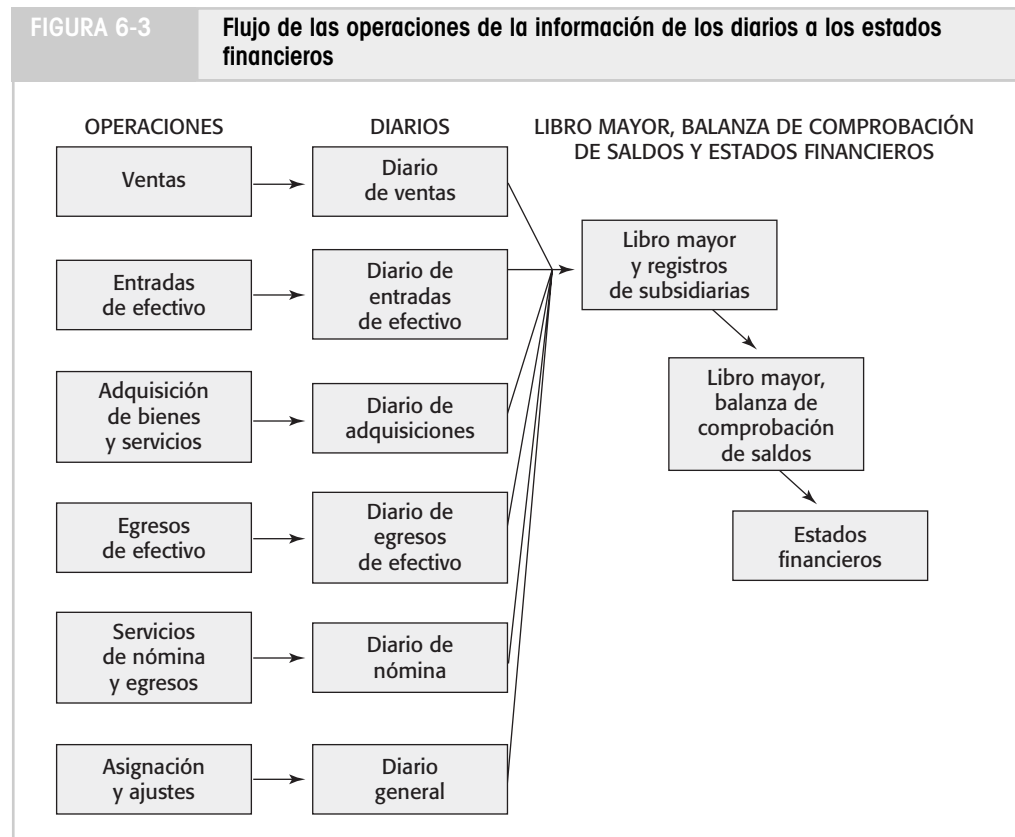 FIGURA 6-3
Flujo de las operaciones de la información de los diarios a los estados
financieros
OPERACIONES
DIARIOS
LIBRO MAYOR, BALANZA DE COMPROBACIÓN
DE SALDOS Y ESTADOS FINANCIEROS
Ventas
Diario
de ventas
Libro mayor
y registros
de subsidiarias
Entradas
de efectivo
Diario de
entradas
de efectivo
Adquisición
de bienes
y servicios
Diario de
adquisiciones
Libro mayor,
balanza de
comprobación
de saldos
Egresos
de efectivo
Diario de
egresos
de efectivo
Estados
financieros
Servicios
de nómina
y egresos
Diario de
nómina
Asignación
y ajustes
Diario
general